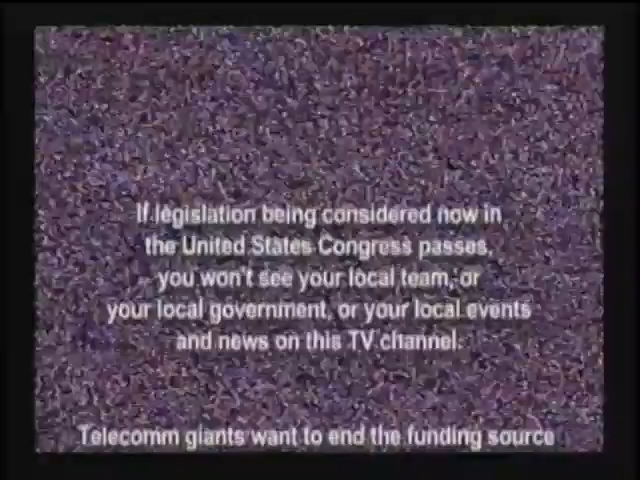 If legislation being considered now in
the United States Congress passes,
you won't see your local team, or
your local government, or your local events
and news on this TV channel.
Telecomm giants want to end the funding source